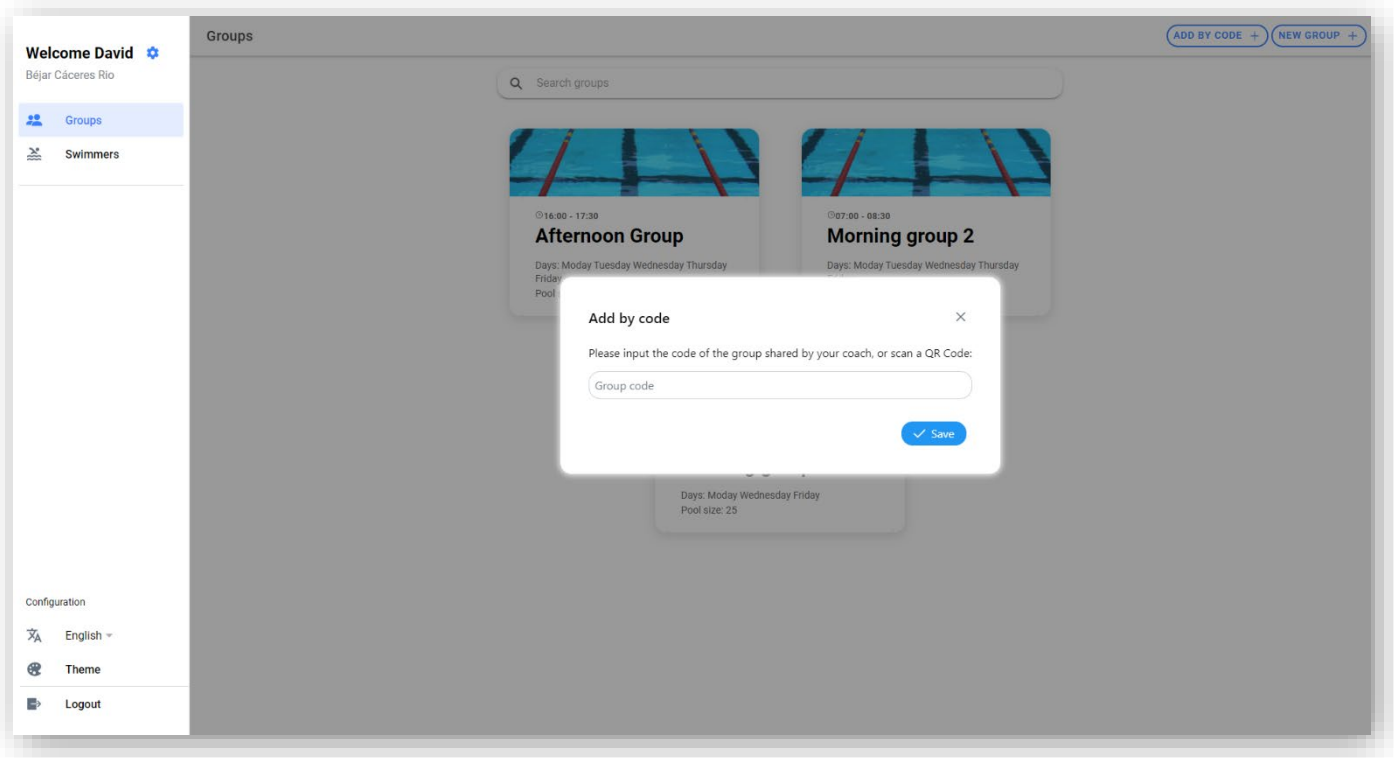 Welcome David
Béjar Cáceres Rio
Groups
Swimmers
Configuration
English
Theme
Logout
Groups
ADD BY CODE +
NEW GROUP +
Search groups
16:00 - 17:30
Afternoon Group
Days: Moday Tuesday Wednesday Thursday
Friday
Pool
07:00 - 08:30
Morning group 2
Days: Moday Tuesday Wednesday Thursday
Add by code
Please input the code of the group shared by your coach, or scan a QR Code:
Group code
Save
Days: Moday Wednesday Friday
Pool size: 25